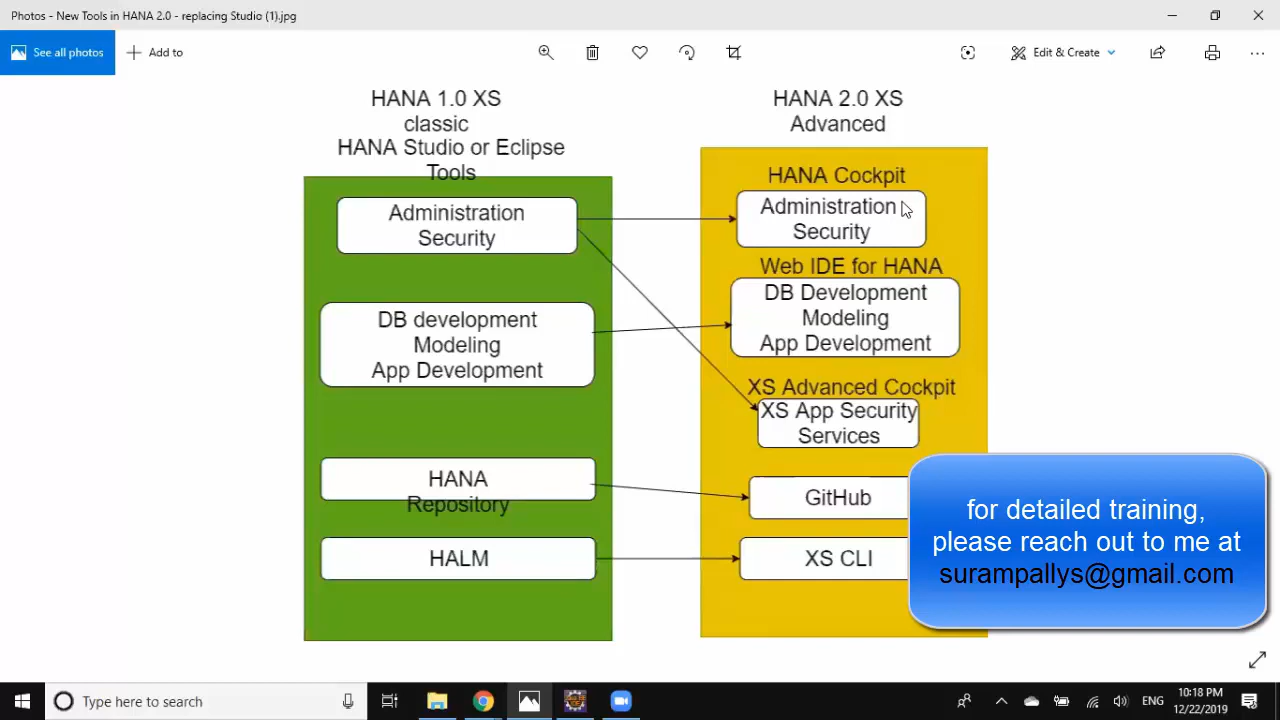 Photos - New Tools in HANA 2.0 - replacing Studio (1).jpg
See all photos
Add to
Edit & Create
HANA 1.0 XS
classic
HANA Studio or Eclipse
Tools
Administration
Security
DB development
Modeling
App Development
HANA
Repository
HALM
HANA 2.0 XS
Advanced
HANA Cockpit
Administration
Security
Web IDE for HANA
DB Development
Modeling
App Development
XS Advanced Cockpit
XS App Security
Services
GitHub
XS CLI
for detailed training,
please reach out to me at
surampallys@gmail.com
Type here to search
ENG
10:18 PM
12/22/2019